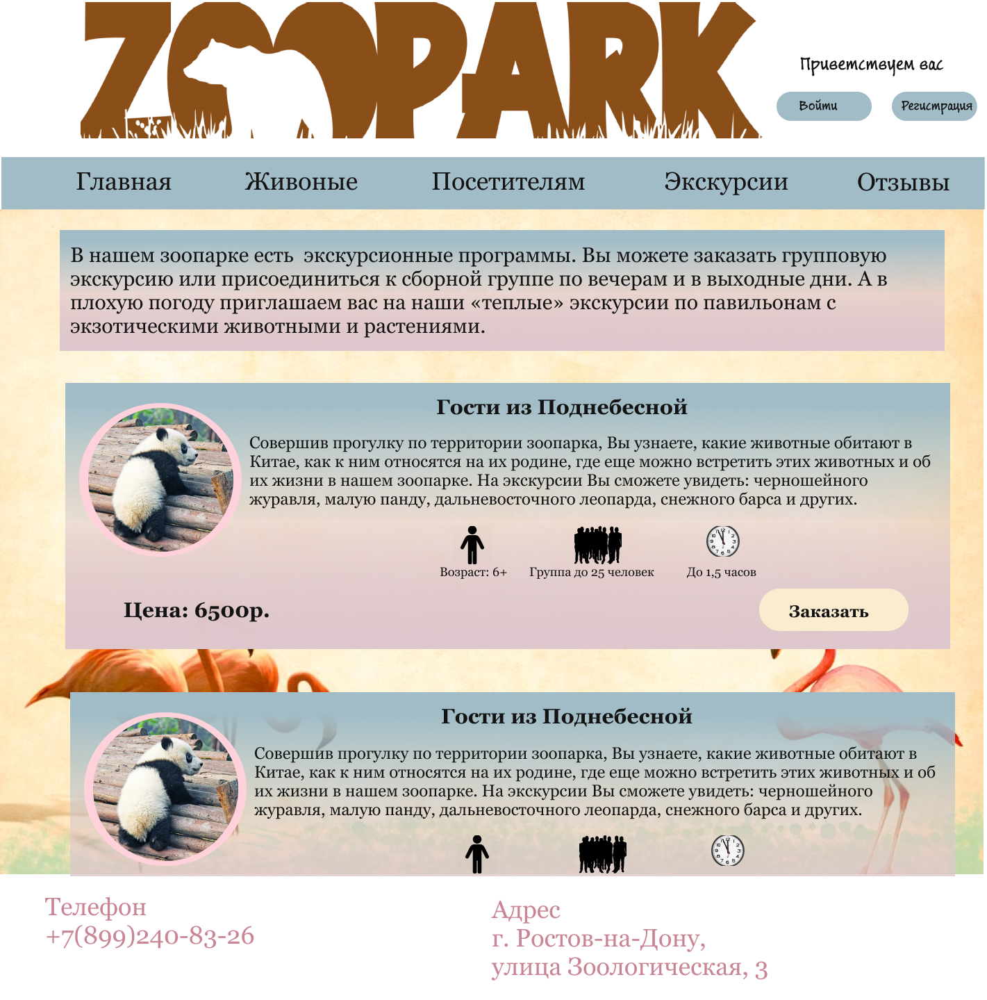 ZOOPARK
Приветствуем вас
Войти
Регистрация
Главная
Живоные
Посетителям
Экскурсии
Отзывы
В нашем зоопарке есть экскурсионные программы. Вы можете заказать групповую
экскурсию или присоединиться к сборной группе по вечерам и в выходные дни. А в
плохую погоду приглашаем вас на наши «теплые» экскурсии по павильонам с
экзотическими животными и растениями.
Гости из Поднебесной
Совершив прогулку по территории зоопарка, Вы узнаете, какие животные обитают в
Китае, как к ним относятся на их родине, где еще можно встретить этих животных и об
их жизни в нашем зоопарке. На экскурсии Вы сможете увидеть: черношейного
журавля, малую панду, дальневосточного леопарда, снежного барса и других.
Возраст: 6+
Группа до 25 человек
До 1,5 часов
Цена: 6500р.
Заказать
Гости из Поднебесной
Совершив прогулку по территории зоопарка, Вы узнаете, какие животные обитают в
Китае, как к ним относятся на их родине, где еще можно встретить этих животных и об
их жизни в нашем зоопарке. На экскурсии Вы сможете увидеть: черношейного
журавля, малую панду, дальневосточного леопарда, снежного барса и других.
Телефон
+7(899)240-83-26
Адрес
г. Ростов-на-Дону,
улица Зоологическая, 3